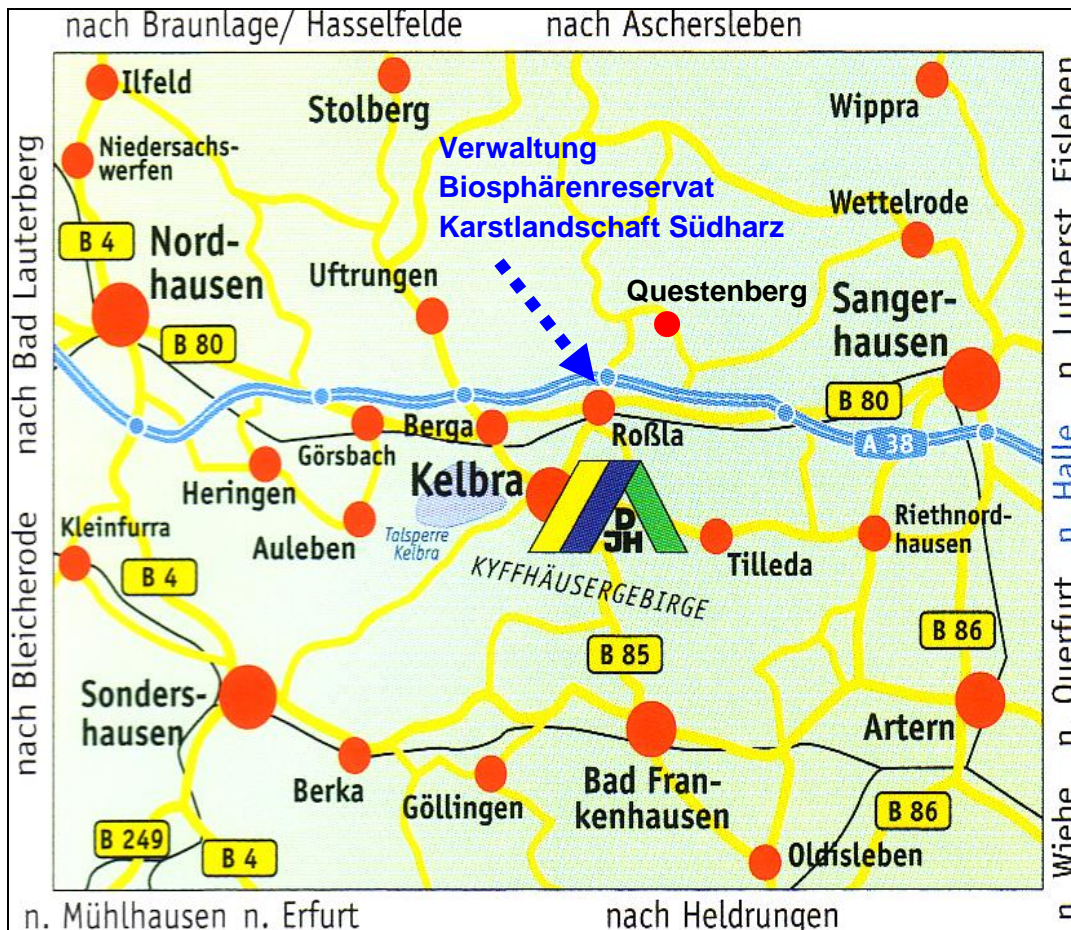 nach Braunlage/ Hasselfelde
nach Aschersleben
Ilfeld
Stolberg
Wippra
Niedersachs-
werfen
Verwaltung
Biosphärenreservat
Karstlandschaft Südharz
Wettelrode
B 4
Nord-
hausen
Uftrungen
Questenberg
Sanger-
hausen
B 80
B 80
Berga
Roßla
A 38
Görsbach
Heringen
Kelbra
Auleben
Talsperre
Kelbra
DJH
KYFFHÄUSERGEBIRGE
Tilleda
Riethnord-
hausen
Kleinfurra
B 4
B 86
B 85
Sonders-
hausen
Artern
Berka
Göllingen
Bad Fran-
kenhausen
B 86
B 249
B 4
Oldisleben
nach Bad Lauterberg
nach Bleicherode
n. Lutherst Eisleben
n. Halle
n. Querfurt
n. Wiehe
n. Mühlhausen n. Erfurt
nach Heldrungen